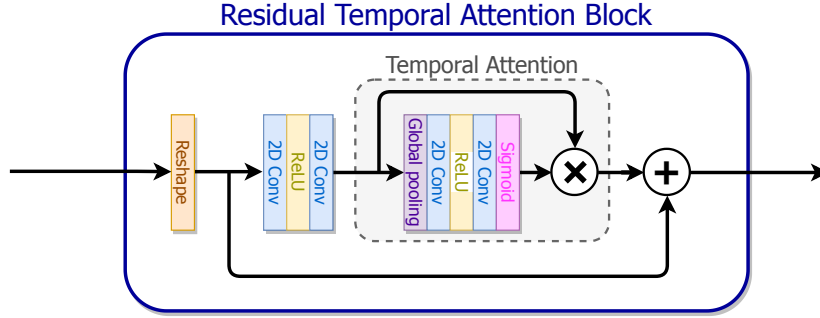 Residual Temporal Attention Block
Temporal Attention
Reshape
2D Conv
ReLU
2D Conv
Global pooling
2D Conv
ReLU
2D Conv
Sigmoid
×
+